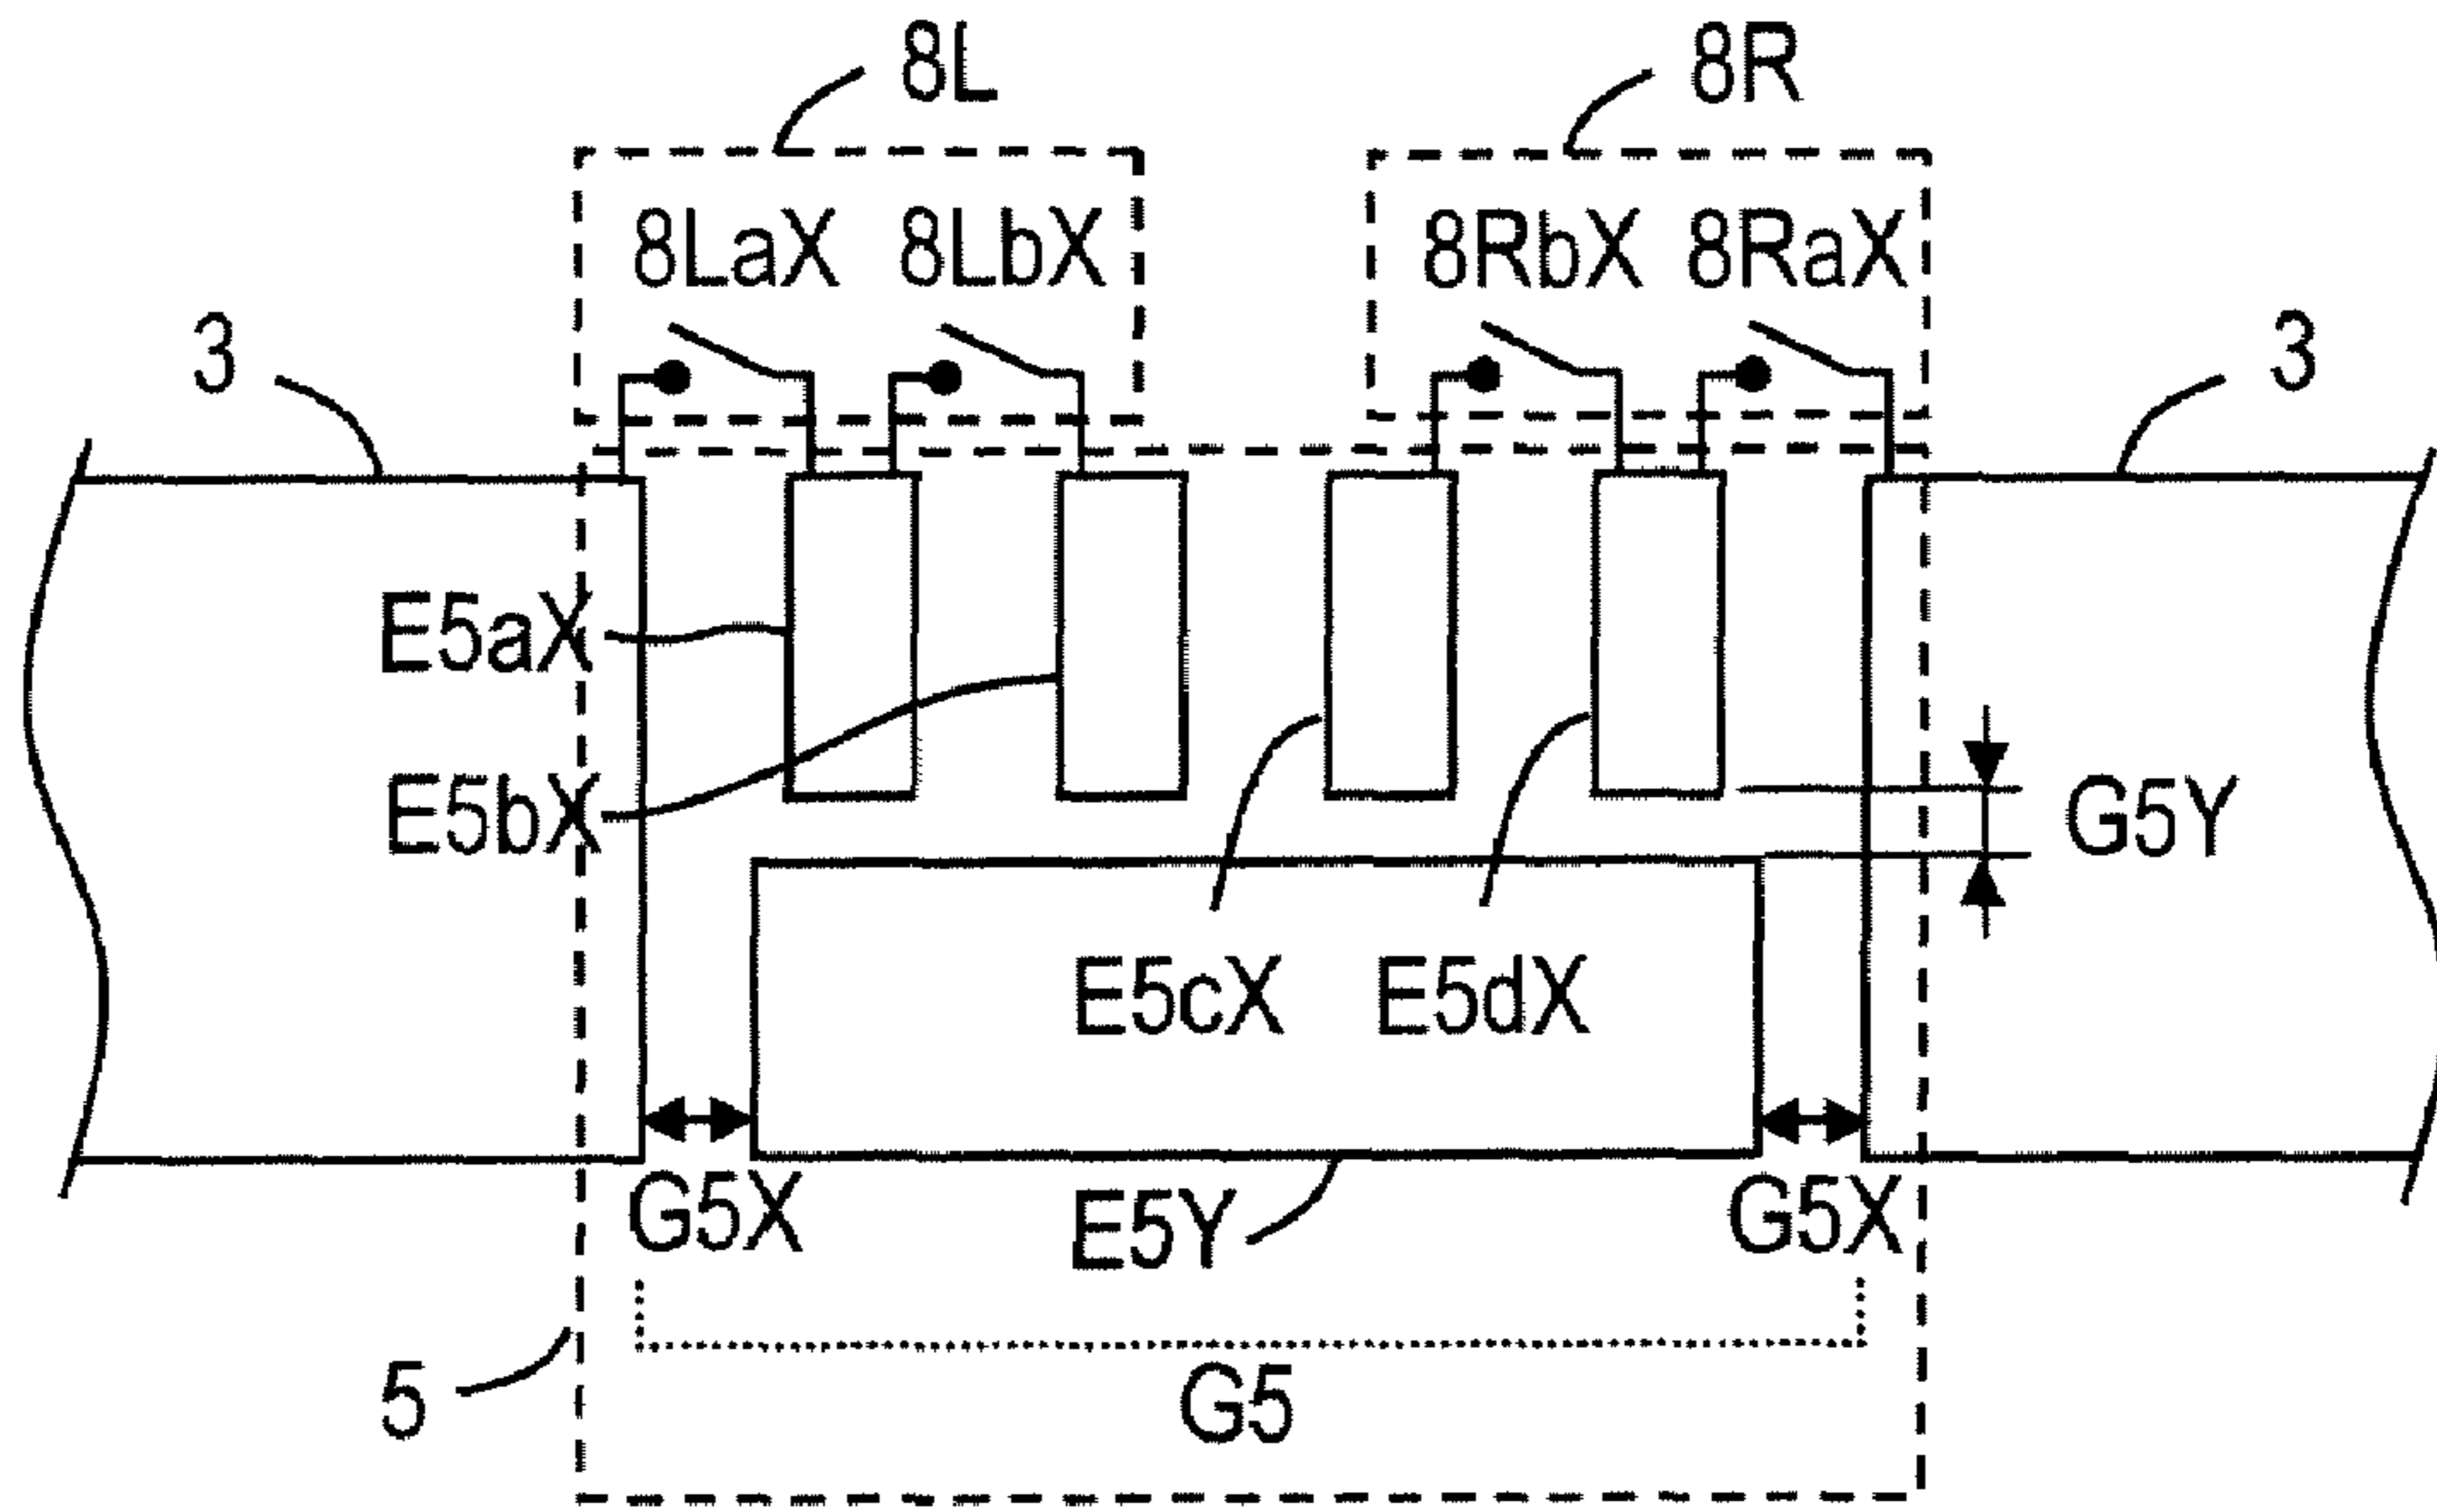 8L 8R
8LaX 8LbX 8RbX 8RaX
3 3
E5aX
E5bX G5Y
E5cX E5dX
G5X E5Y G5X
5 G5